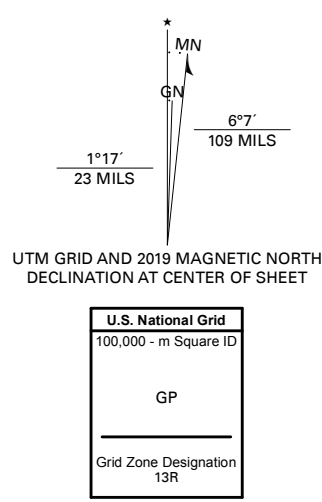 ★
MN
GN
6°7´
109 MILS
1°17´
23 MILS
UTM GRID AND 2019 MAGNETIC NORTH
DECLINATION AT CENTER OF SHEET
U.S. National Grid
100,000 - m Square ID
GP
Grid Zone Designation
13R